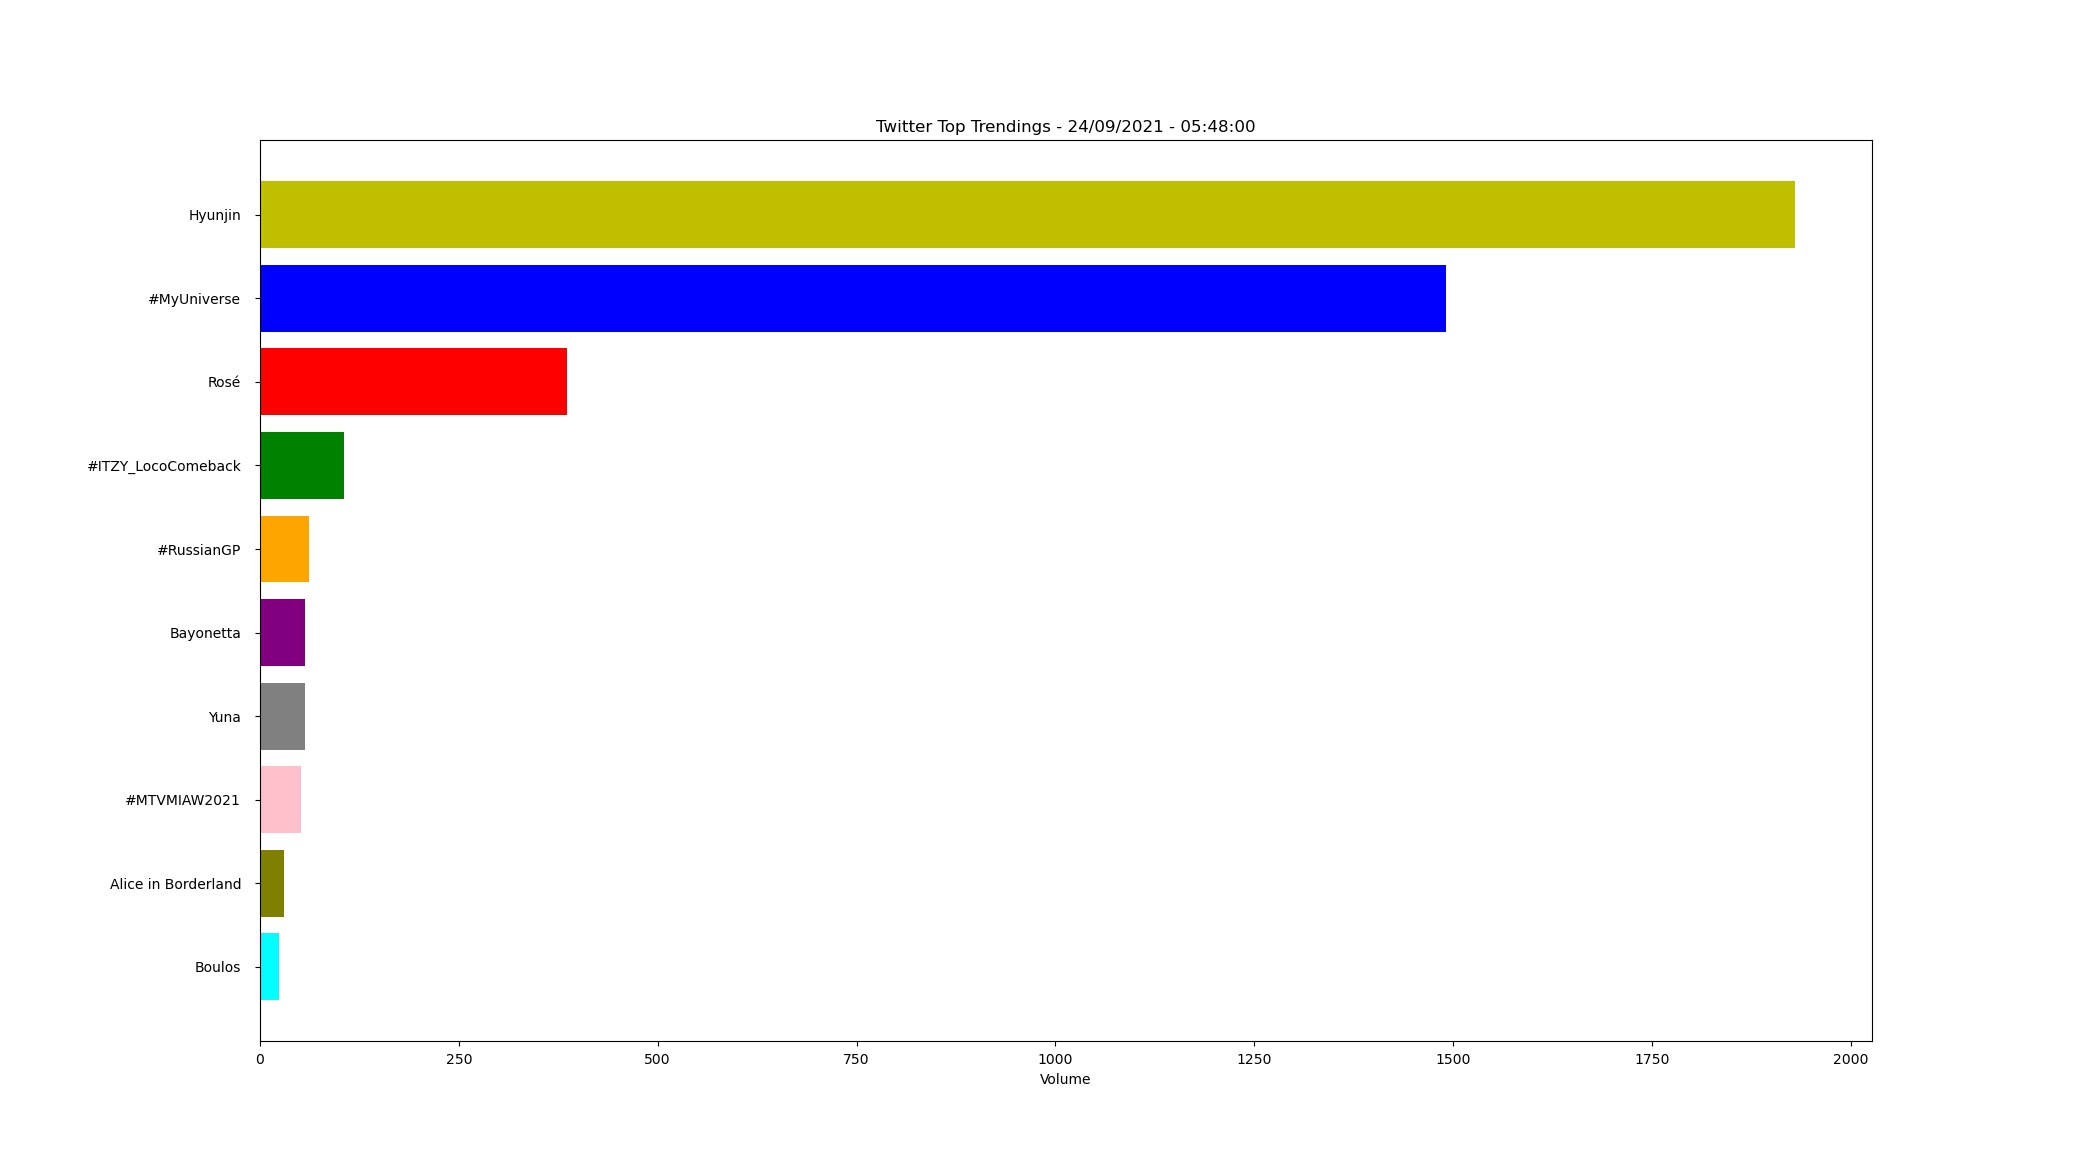 Twitter Top Trendings - 24/09/2021 - 05:48:00
Hyunjin
#MyUniverse
Rosé
#ITZY_LocoComeback
#RussianGP
Bayonetta
Yuna
#MTVMIAW2021
Alice in Borderland
Boulos
0 250 500 750 1000 1250 1500 1750 2000
Volume